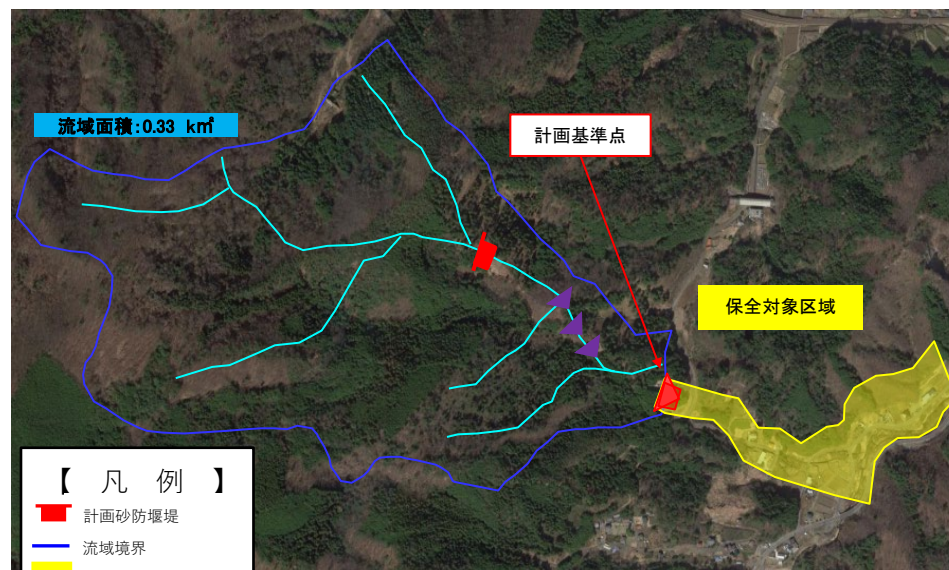 流域面積:0.33 k㎡
計画基準点
保全対象区域
【 凡 例 】
計画砂防堰堤
流域境界